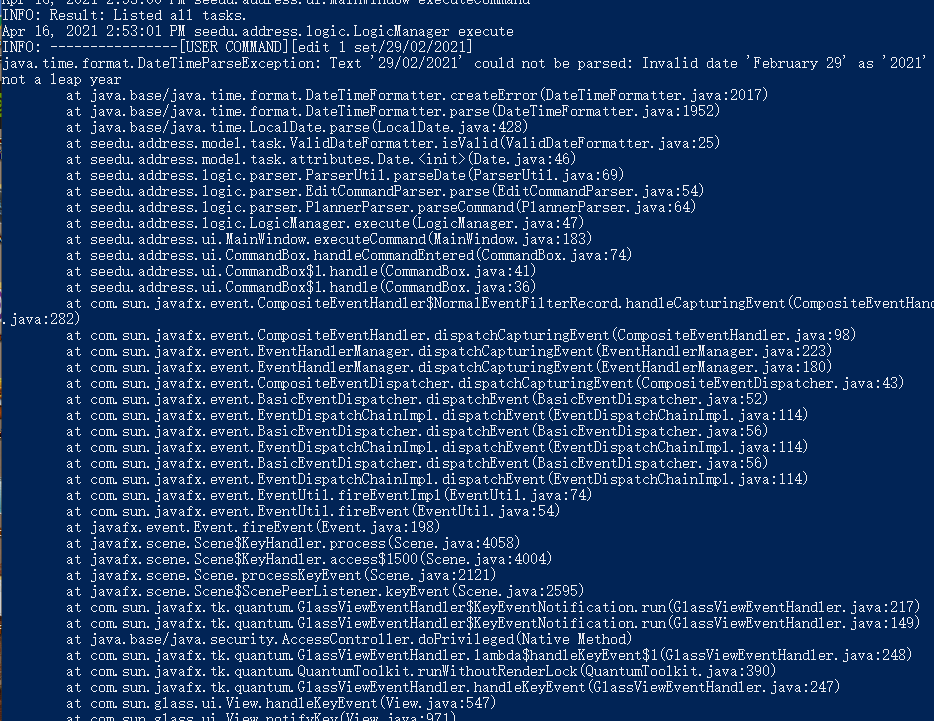 Apr 16, 2021 2:53:00 PM seedu.address.ui.MainWindow executeCommand
INFO: Result: Listed all tasks.
Apr 16, 2021 2:53:01 PM seedu.address.logic.LogicManager execute
INFO: ----------------[USER COMMAND][edit 1 set/29/02/2021]
java.time.format.DateTimeParseException: Text '29/02/2021' could not be parsed: Invalid date 'February 29' as '2021'
not a leap year
at java.base/java.time.format.DateTimeFormatter.createError(DateTimeFormatter.java:2017)
at java.base/java.time.format.DateTimeFormatter.parse(DateTimeFormatter.java:1952)
at java.base/java.time.LocalDate.parse(LocalDate.java:428)
at seedu.address.model.task.ValidDateFormatter.isValid(ValidDateFormatter.java:25)
at seedu.address.model.task.attributes.Date.<init>(Date.java:46)
at seedu.address.logic.parser.ParserUtil.parseDate(ParserUtil.java:69)
at seedu.address.logic.parser.EditCommandParser.parse(EditCommandParser.java:54)
at seedu.address.logic.parser.PlannerParser.parseCommand(PlannerParser.java:64)
at seedu.address.logic.LogicManager.execute(LogicManager.java:47)
at seedu.address.ui.MainWindow.executeCommand(MainWindow.java:183)
at seedu.address.ui.CommandBox.handleCommandEntered(CommandBox.java:74)
at seedu.address.ui.CommandBox$1.handle(CommandBox.java:41)
at seedu.address.ui.CommandBox$1.handle(CommandBox.java:36)
at com.sun.javafx.event.CompositeEventHandler$NormalEventFilterRecord.handleCapturingEvent(CompositeEventHand
.java:282)
at com.sun.javafx.event.CompositeEventHandler.dispatchCapturingEvent(CompositeEventHandler.java:98)
at com.sun.javafx.event.EventHandlerManager.dispatchCapturingEvent(EventHandlerManager.java:223)
at com.sun.javafx.event.EventHandlerManager.dispatchCapturingEvent(EventHandlerManager.java:180)
at com.sun.javafx.event.CompositeEventDispatcher.dispatchCapturingEvent(CompositeEventDispatcher.java:43)
at com.sun.javafx.event.BasicEventDispatcher.dispatchEvent(BasicEventDispatcher.java:52)
at com.sun.javafx.event.EventDispatchChainImpl.dispatchEvent(EventDispatchChainImpl.java:114)
at com.sun.javafx.event.BasicEventDispatcher.dispatchEvent(BasicEventDispatcher.java:56)
at com.sun.javafx.event.EventDispatchChainImpl.dispatchEvent(EventDispatchChainImpl.java:114)
at com.sun.javafx.event.BasicEventDispatcher.dispatchEvent(BasicEventDispatcher.java:56)
at com.sun.javafx.event.EventDispatchChainImpl.dispatchEvent(EventDispatchChainImpl.java:114)
at com.sun.javafx.event.EventUtil.fireEventImpl(EventUtil.java:74)
at com.sun.javafx.event.EventUtil.fireEvent(EventUtil.java:54)
at javafx.event.Event.fireEvent(Event.java:198)
at javafx.scene.Scene$KeyHandler.process(Scene.java:4058)
at javafx.scene.Scene$KeyHandler.access$1500(Scene.java:4004)
at javafx.scene.Scene.processKeyEvent(Scene.java:2121)
at javafx.scene.Scene$ScenePeerListener.keyEvent(Scene.java:2595)
at com.sun.javafx.tk.quantum.GlassViewEventHandler$KeyEventNotification.run(GlassViewEventHandler.java:217)
at com.sun.javafx.tk.quantum.GlassViewEventHandler$KeyEventNotification.run(GlassViewEventHandler.java:149)
at java.base/java.security.AccessController.doPrivileged(Native Method)
at com.sun.javafx.tk.quantum.GlassViewEventHandler.lambda$handleKeyEvent$1(GlassViewEventHandler.java:248)
at com.sun.javafx.tk.quantum.QuantumToolkit.runWithoutRenderLock(QuantumToolkit.java:390)
at com.sun.javafx.tk.quantum.GlassViewEventHandler.handleKeyEvent(GlassViewEventHandler.java:247)
at com.sun.glass.ui.View.handleKeyEvent(View.java:547)
at com.sun.glass.ui.View.notifyKey(View.java:971)